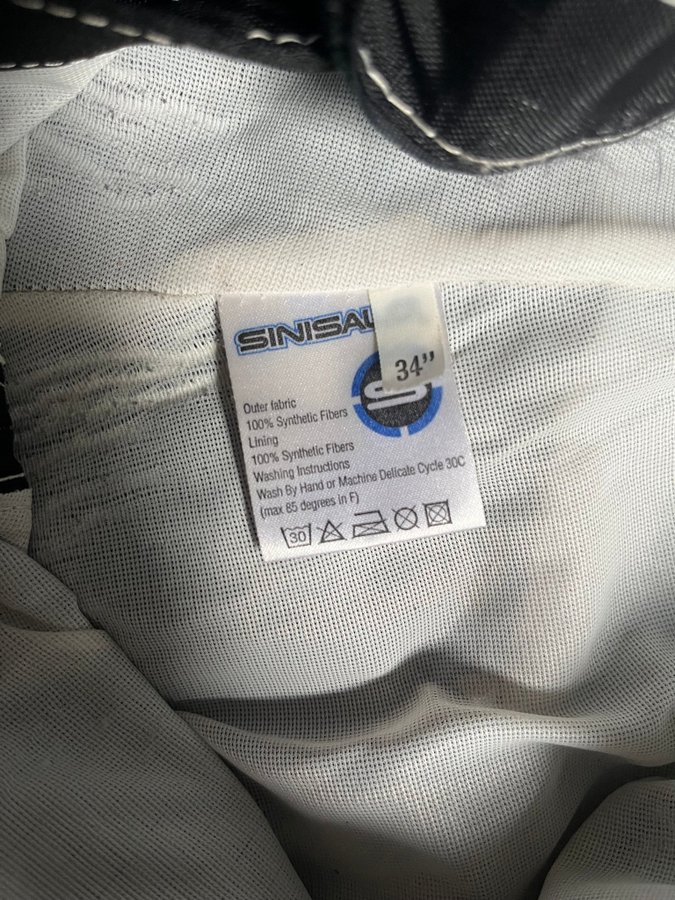 SINISAL
34”
Outer fabric
100% Synthetic Fibers
Lining
100% Synthetic Fibers
Washing Instructions
Wash By Hand or Machine Delicate Cycle 30C
(max 85 degrees in F)
30